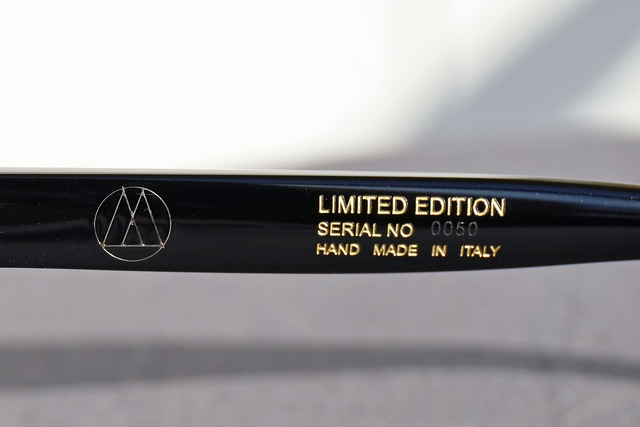 LIMITED EDITION
SERIAL NO 0050
HAND MADE IN ITALY